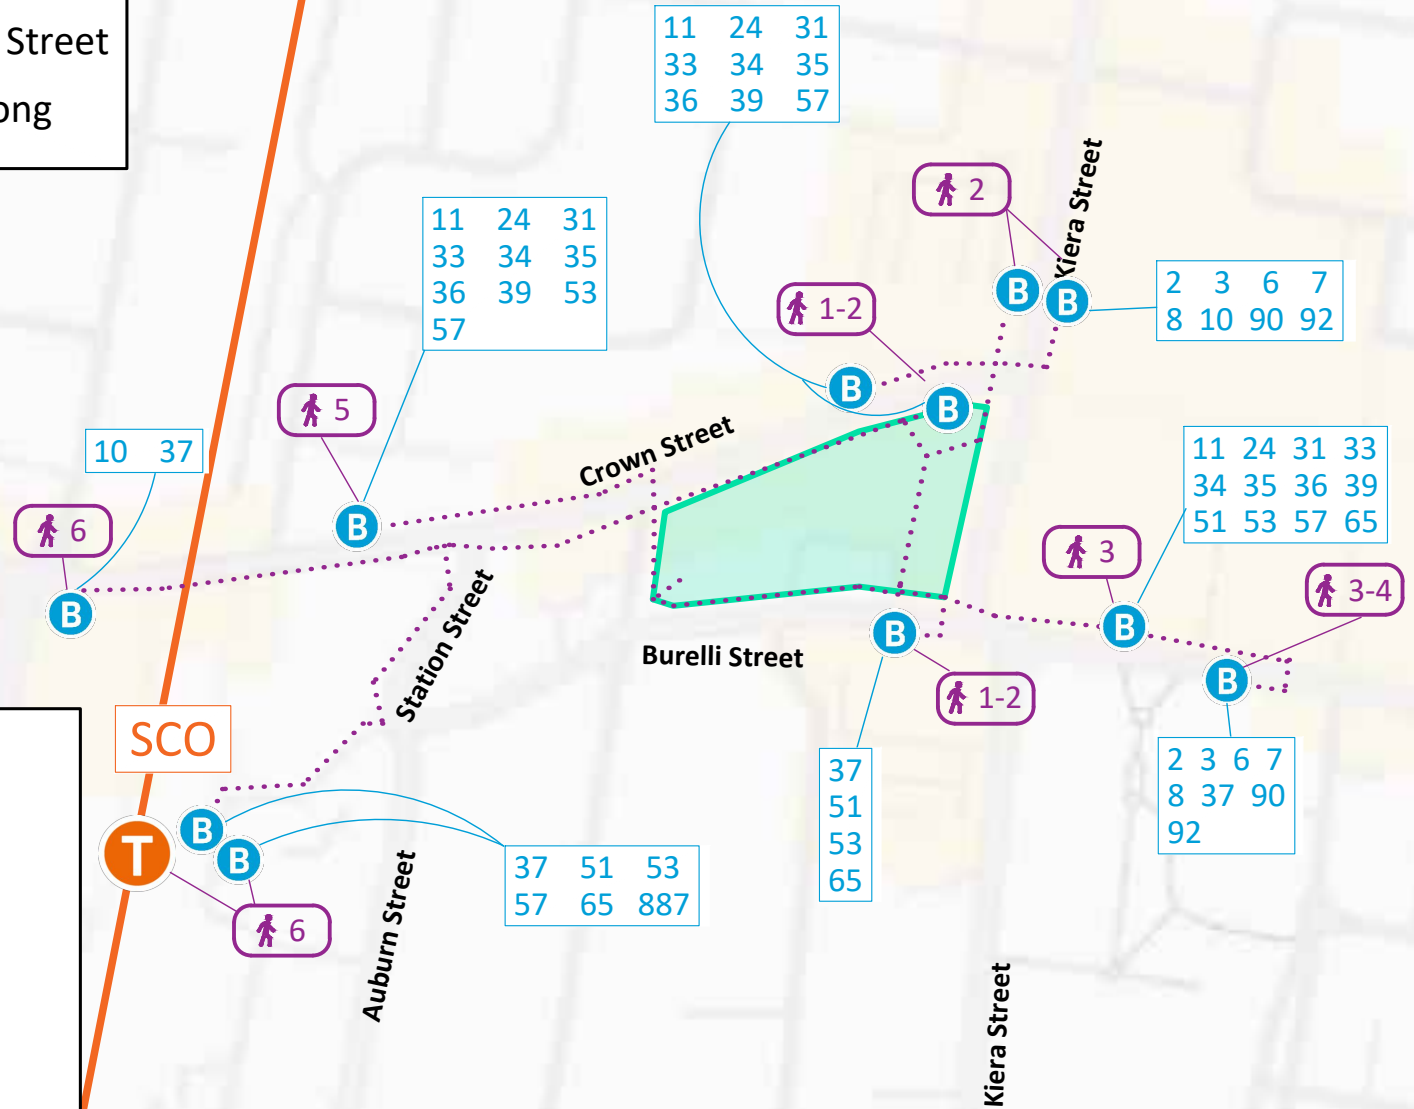 Street
ong
11 24 31
33 34 35
36 39 57
2
Kiera Street
11 24 31
33 34 35
36 39 53
57
1-2
B
B
2 3 6 7
8 10 90 92
B
B
5
Crown Street
10 37
11 24 31 33
34 35 36 39
51 53 57 65
6
B
3
3-4
B
Station Street
B
B
Burelli Street
B
1-2
SCO
37
51
53
65
2 3 6 7
8 37 90
92
T
B
B
37 51 53
57 65 887
6
Auburn Street
Kiera Street